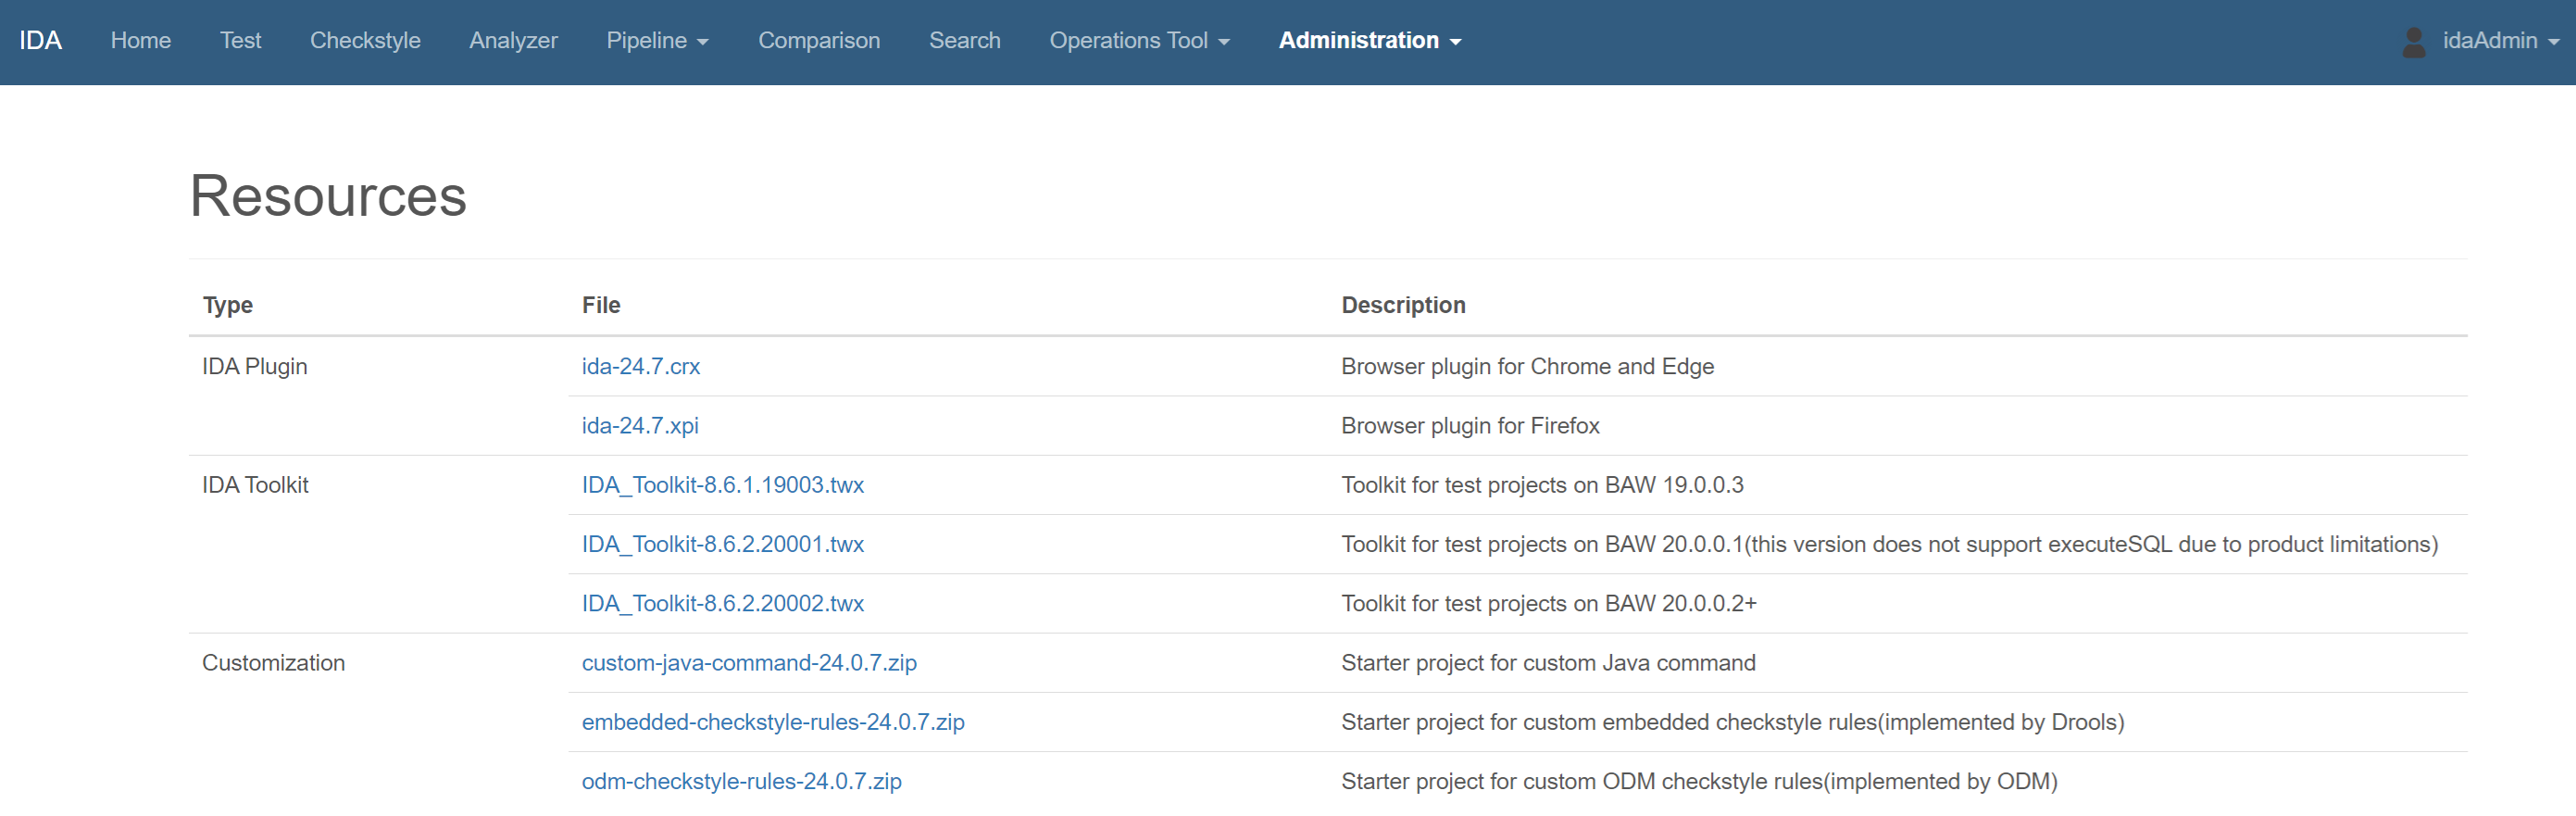 IDA Home Test Checkstyle Analyzer Pipeline Comparison Search Operations Tool Administration idaAdmin
Resources
Type File Description
IDA Plugin ida-24.7.crx Browser plugin for Chrome and Edge
ida-24.7.xpi Browser plugin for Firefox
IDA Toolkit IDA_Toolkit-8.6.1.19003.twx Toolkit for test projects on BAW 19.0.0.3
IDA_Toolkit-8.6.2.20001.twx Toolkit for test projects on BAW 20.0.0.1(this version does not support executeSQL due to product limitations)
IDA_Toolkit-8.6.2.20002.twx Toolkit for test projects on BAW 20.0.0.2+
Customization custom-java-command-24.0.7.zip Starter project for custom Java command
embedded-checkstyle-rules-24.0.7.zip Starter project for custom embedded checkstyle rules(implemented by Drools)
odm-checkstyle-rules-24.0.7.zip Starter project for custom ODM checkstyle rules(implemented by ODM)